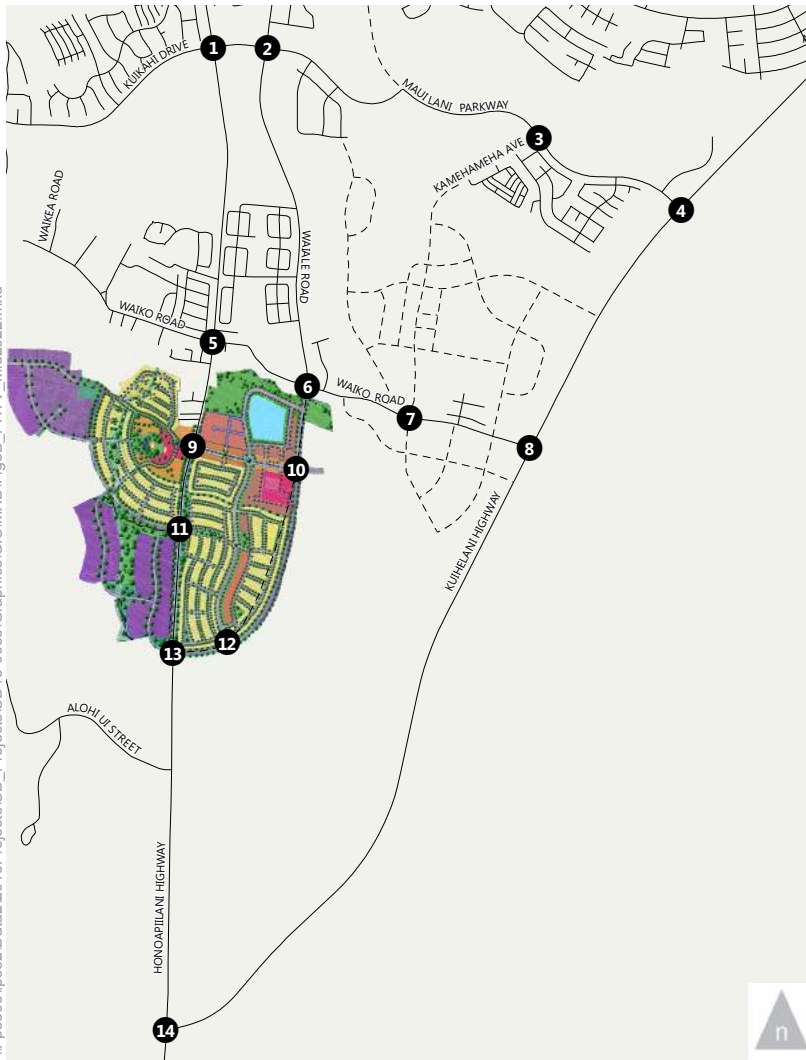 1
2
KUIKAHI DRIVE
MAUI LANI PARKWAY
3
KAMEHAMEHA AVE
4
WAIKEA ROAD
WAIALE ROAD
WAIKO ROAD
5
6
WAIKO ROAD
7
8
9
10
11
KUIHELANI HIGHWAY
12
13
ALOHI UI STREET
HONOAPIILANI HIGHWAY
14
n